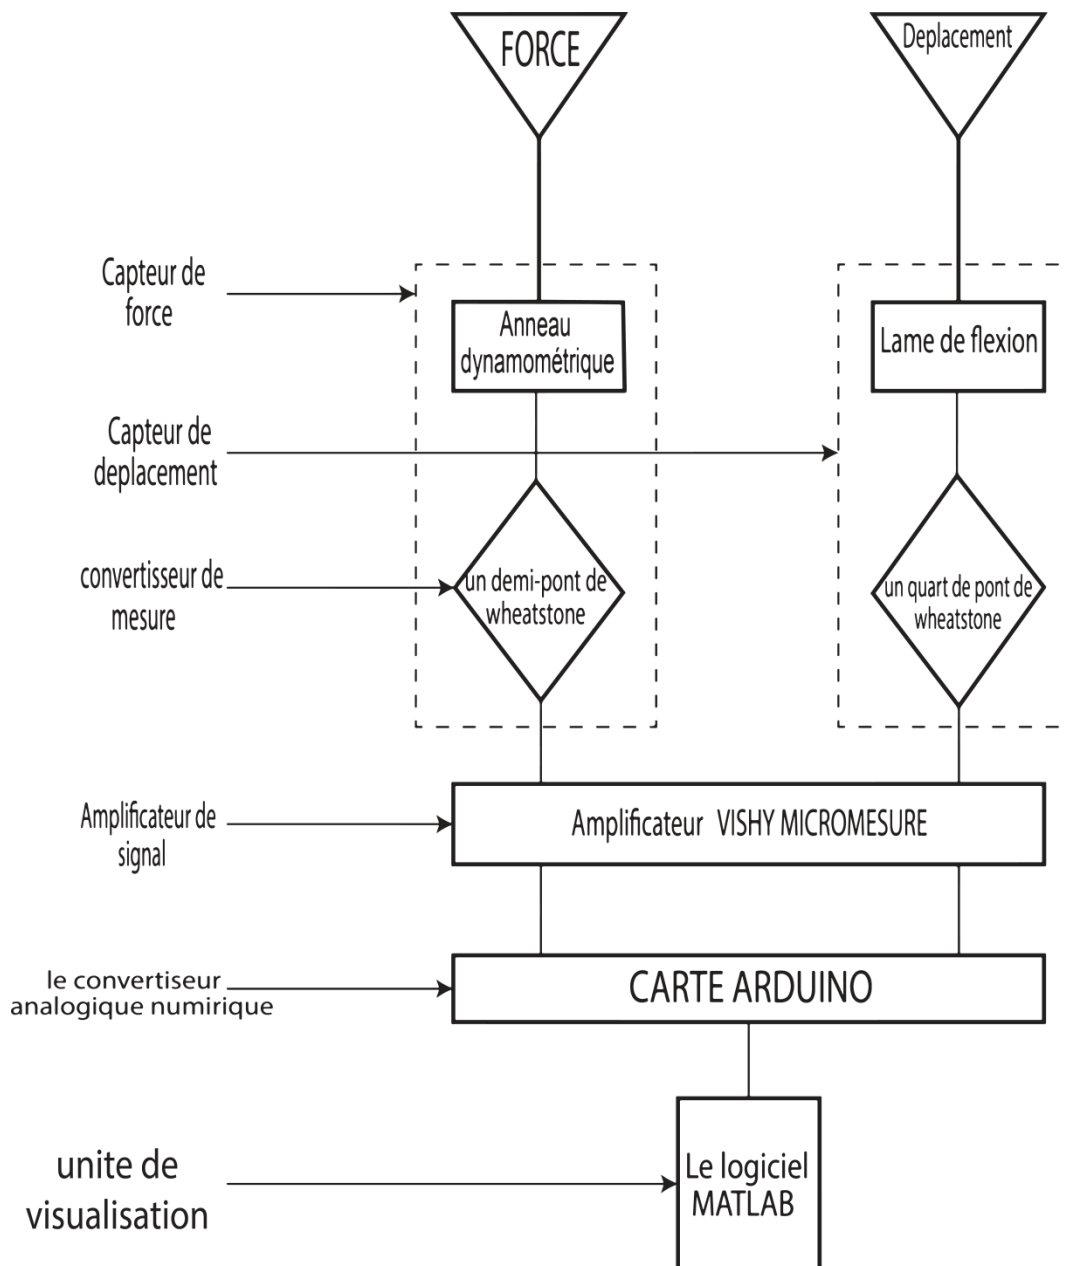 FORCE
Deplacement
Capteur de
force
Anneau
dynamométrique
Lame de flexion
Capteur de
deplacement
convertisseur de
mesure
un demi-pont de
wheatstone
un quart de pont de
wheatstone
Amplificateur de
signal
Amplificateur VISHY MICROMESURE
le convertiseur
analogique numirique
CARTE ARDUINO
unite de
visualisation
Le logiciel
MATLAB